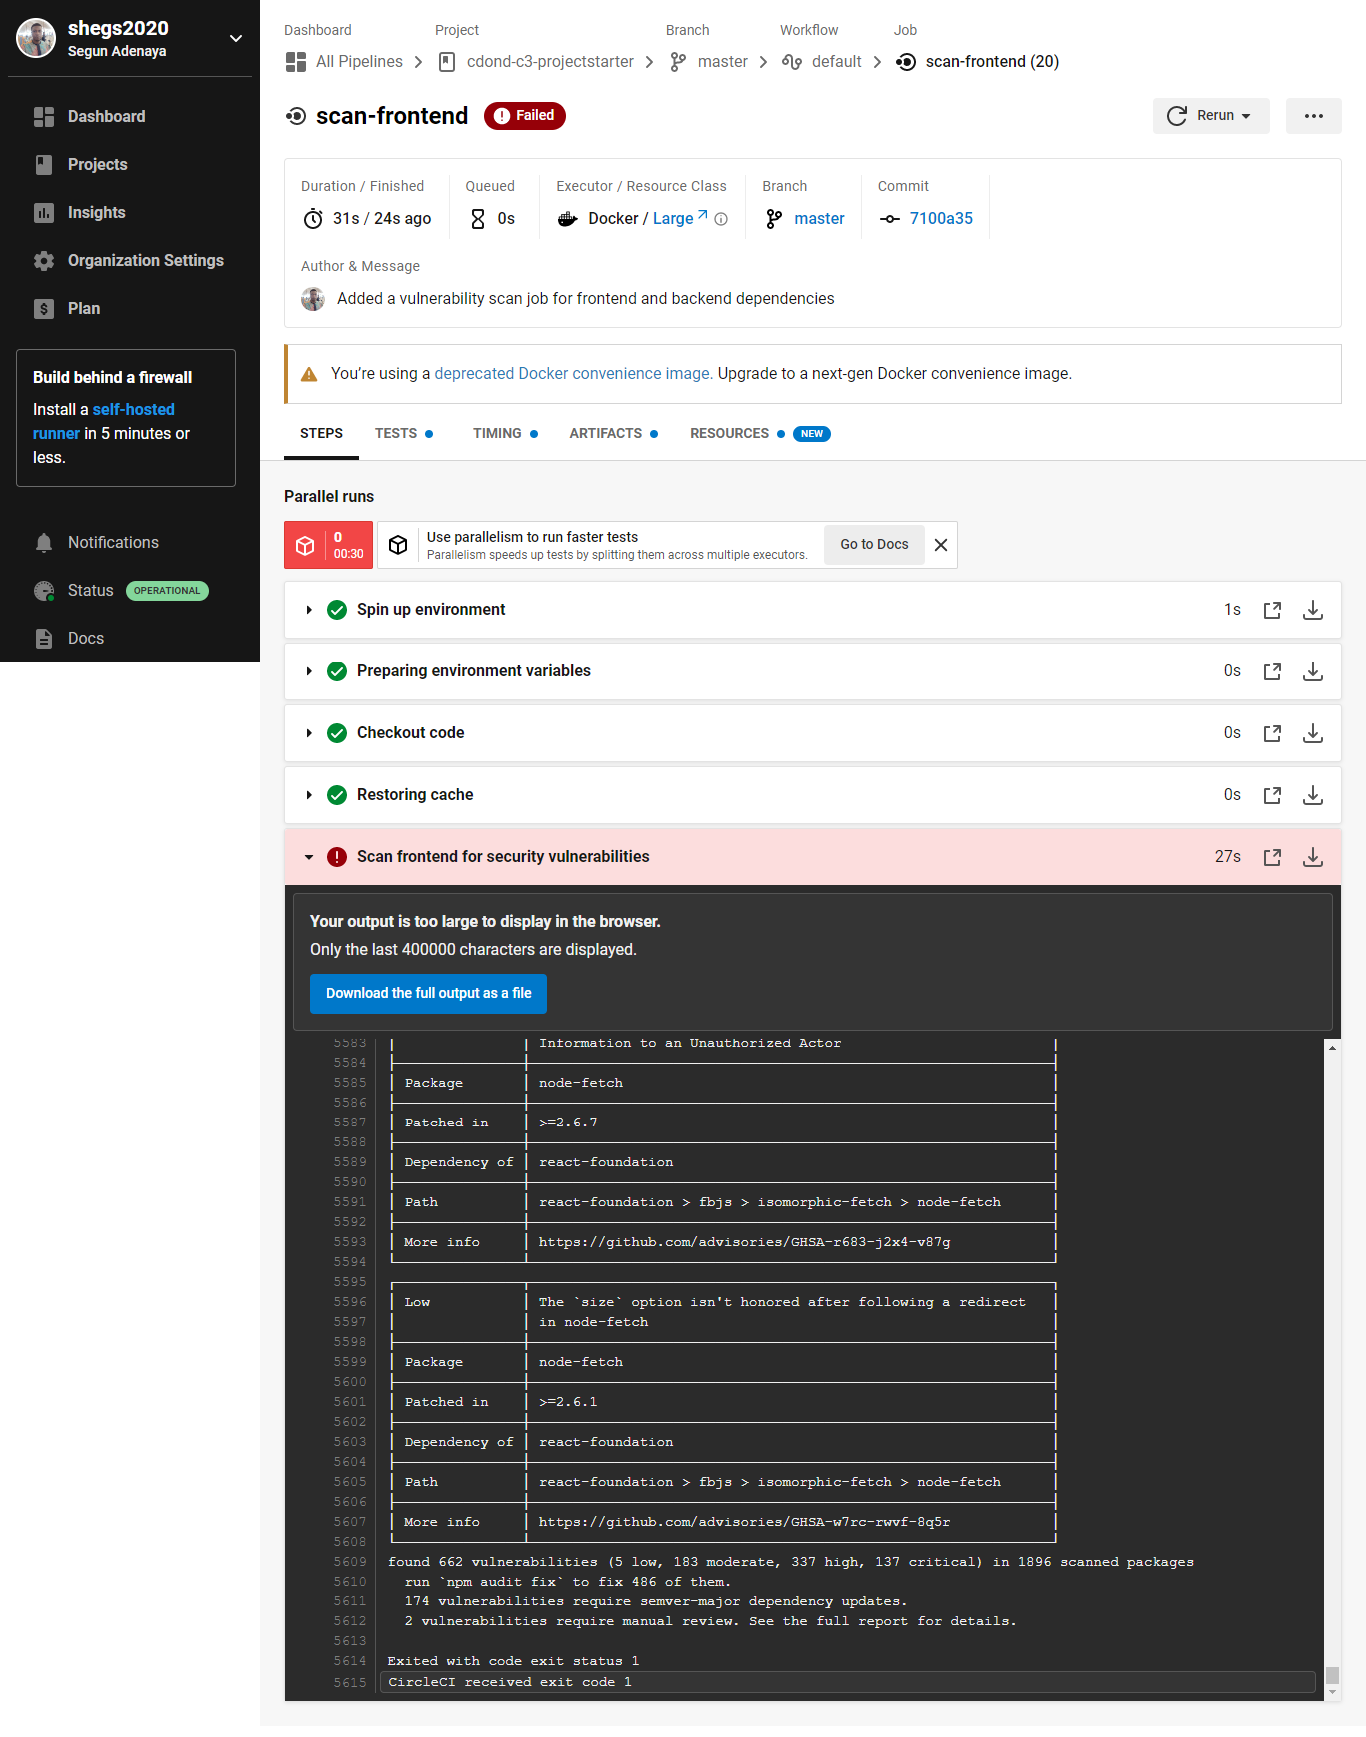 shegs2020
Segun Adenaya
Dashboard
Projects
Insights
Organization Settings
Plan
Build behind a firewall
Install a self-hosted
runner in 5 minutes or
less.
Notifications
Status OPERATIONAL
Docs
Dashboard Project Branch Workflow Job
All Pipelines cdond-c3-projectstarter master default scan-frontend (20)
scan-frontend Failed Rerun
Duration / Finished Queued Executor / Resource Class Branch Commit
31s / 24s ago 0s Docker / Large master 7100a35
Author & Message
Added a vulnerability scan job for frontend and backend dependencies
You're using a deprecated Docker convenience image. Upgrade to a next-gen Docker convenience image.
STEPS TESTS TIMING ARTIFACTS RESOURCES NEW
Parallel runs
0
00:30
Use parallelism to run faster tests
Parallelism speeds up tests by splitting them across multiple executors.
Go to Docs
Spin up environment 1s
Preparing environment variables 0s
Checkout code 0s
Restoring cache 0s
Scan frontend for security vulnerabilities 27s
Your output is too large to display in the browser.
Only the last 400000 characters are displayed.
Download the full output as a file
5583 Information to an Unauthorized Actor
5584
5585 Package node-fetch
5586
5587 Patched in >=2.6.7
5588
5589 Dependency of react-foundation
5590
5591 Path react-foundation > fbjs > isomorphic-fetch > node-fetch
5592
5593 More info https://github.com/advisories/GHSA-r683-j2x4-v87g
5594
5595
5596 Low The `size` option isn't honored after following a redirect
5597 in node-fetch
5598
5599 Package node-fetch
5600
5601 Patched in >=2.6.1
5602
5603 Dependency of react-foundation
5604
5605 Path react-foundation > fbjs > isomorphic-fetch > node-fetch
5606
5607 More info https://github.com/advisories/GHSA-w7rc-rwvf-8q5r
5608
5609 found 662 vulnerabilities (5 low, 183 moderate, 337 high, 137 critical) in 1896 scanned packages
5610 run `npm audit fix` to fix 486 of them.
5611 174 vulnerabilities require semver-major dependency updates.
5612 2 vulnerabilities require manual review. See the full report for details.
5613
5614 Exited with code exit status 1
5615 CircleCI received exit code 1